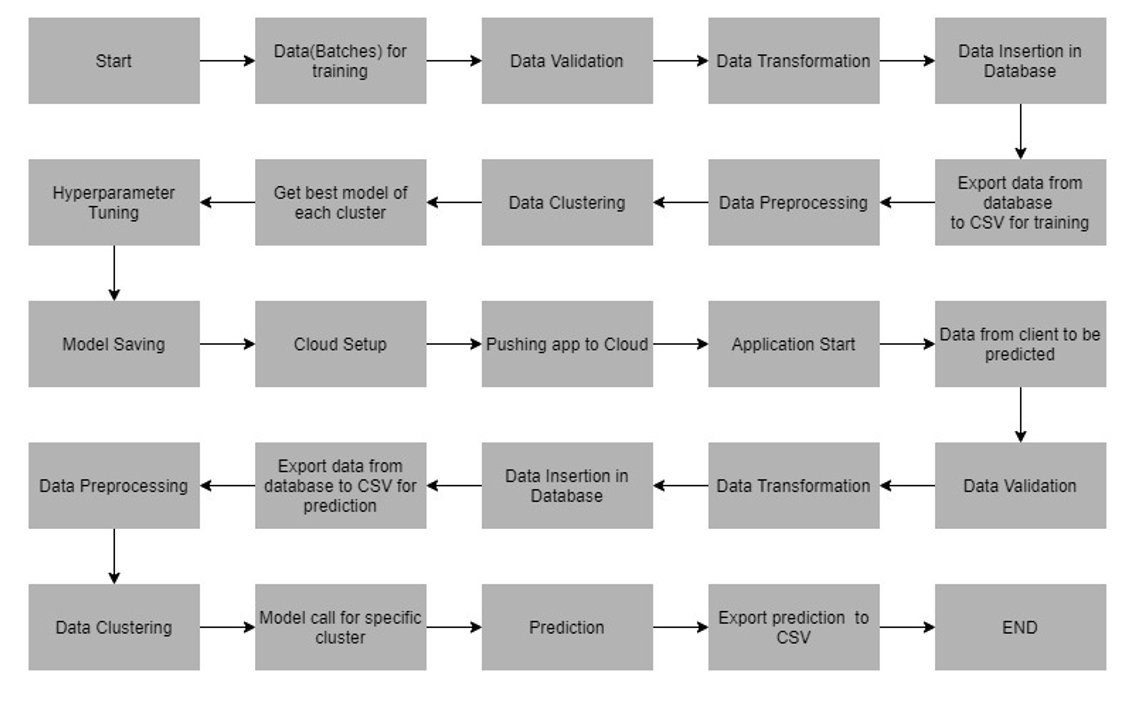 Start
Data(Batches) for
training
Data Validation
Data Transformation
Data Insertion in
Database
Export data from
database
to CSV for training
Data Preprocessing
Data Clustering
Get best model of
each cluster
Hyperparameter
Tuning
Model Saving
Cloud Setup
Pushing app to Cloud
Application Start
Data from client to be
predicted
Data Validation
Data Transformation
Data Insertion in
Database
Export data from
database to CSV for
prediction
Data Preprocessing
Data Clustering
Model call for specific
cluster
Prediction
Export prediction  to
CSV
END